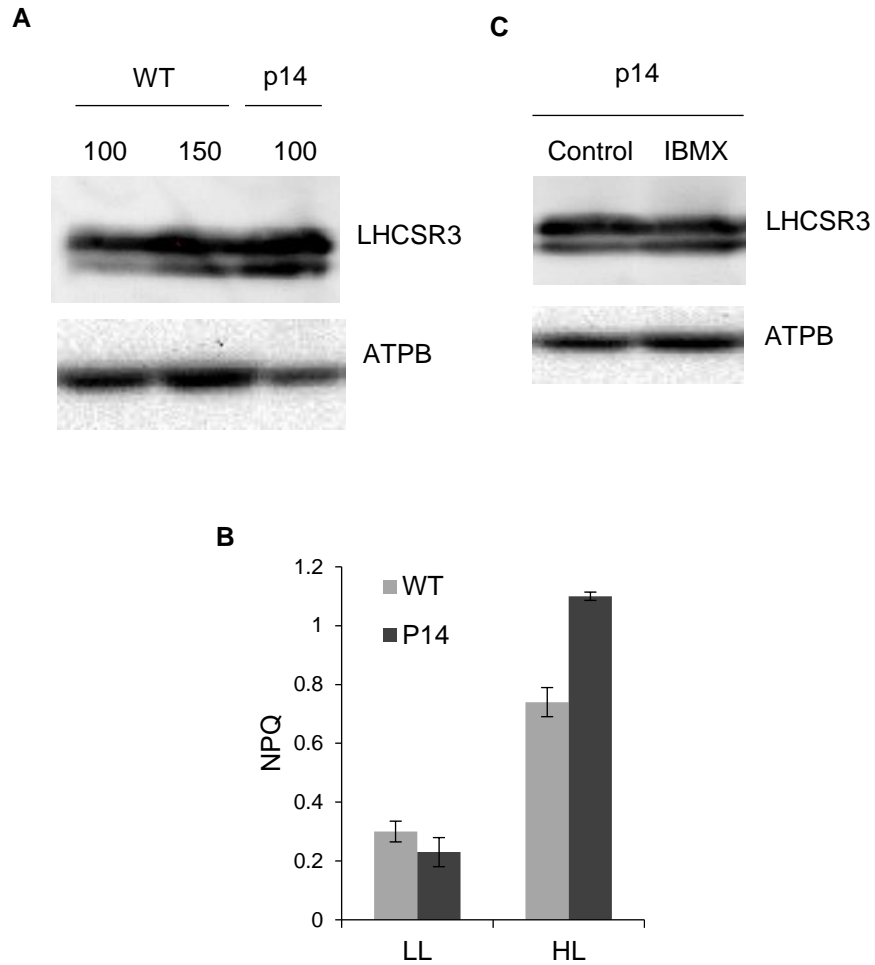 A
WT p14
100 150 100
LHCSR3
ATPB
C
p14
Control IBMX
LHCSR3
ATPB
B
1.2
1
0.8
0.6
0.4
0.2
0
NPQ
WT
P14
LL HL